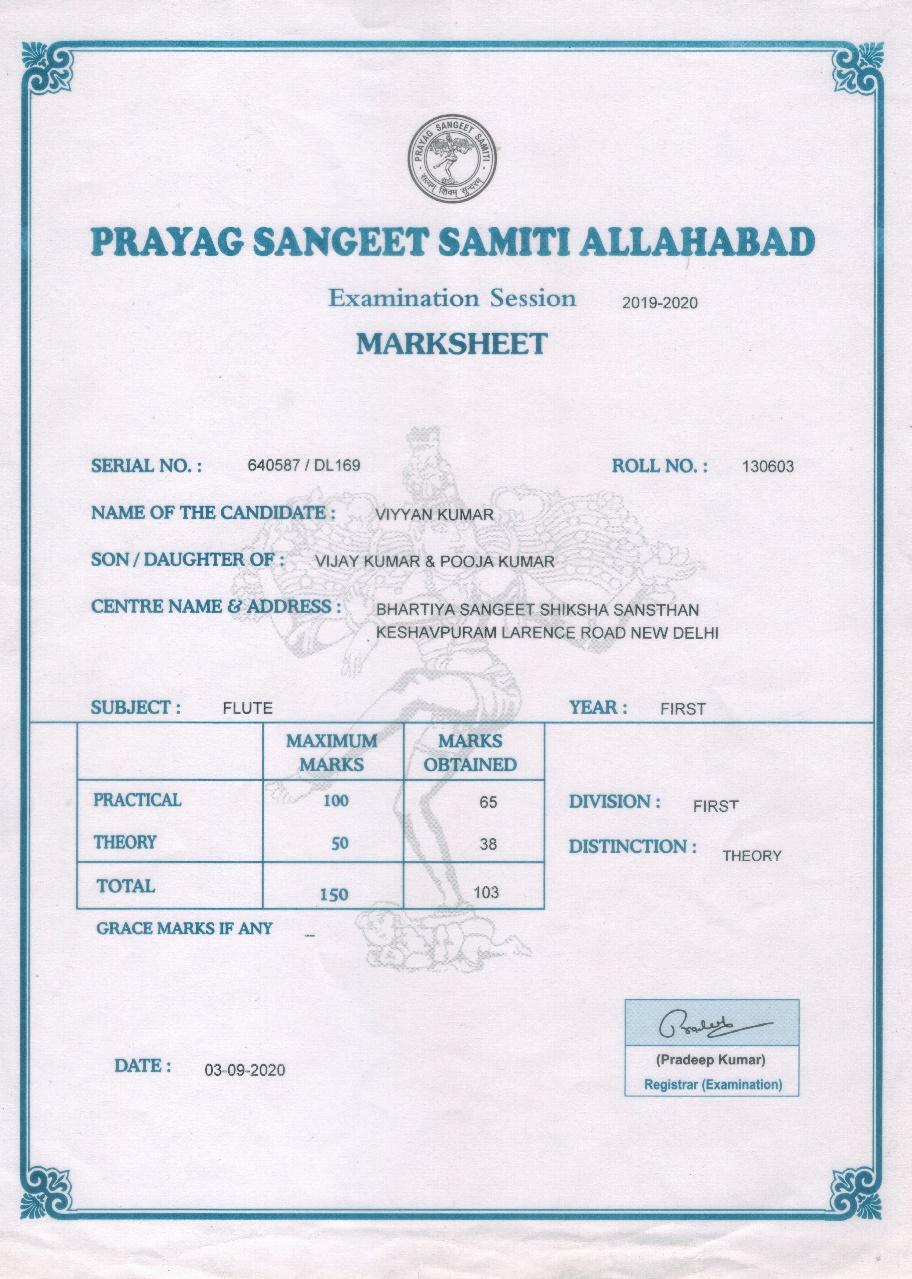 PRAYAG SANGEET SAMITI
सत्यम् शिवम् सुन्दरम्
PRAYAG SANGEET SAMITI ALLAHABAD
Examination Session 2019-2020
MARKSHEET
SERIAL NO. : 640587 / DL169 ROLL NO. : 130603
NAME OF THE CANDIDATE : VIYYAN KUMAR
SON / DAUGHTER OF : VIJAY KUMAR & POOJA KUMAR
CENTRE NAME & ADDRESS : BHARTIYA SANGEET SHIKSHA SANSTHAN
KESHAVPURAM LARENCE ROAD NEW DELHI
SUBJECT : FLUTE YEAR : FIRST
MAXIMUM MARKS
MARKS OBTAINED
PRACTICAL 100 65 DIVISION : FIRST
THEORY 50 38 DISTINCTION : THEORY
TOTAL 150 103
GRACE MARKS IF ANY _
Pradeep
(Pradeep Kumar)
DATE : 03-09-2020
Registrar (Examination)